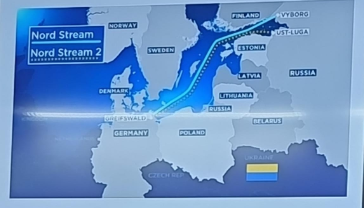 Nord Stream
Nord Stream 2
NORWAY
SWEDEN
FINLAND
VYBORG
UST-LUGA
ESTONIA
LATVIA
RUSSIA
LITHUANIA
RUSSIA
DENMARK
GREIFSWALD
BELARUS
GERMANY
POLAND
UKRAINE
CZECH REP.